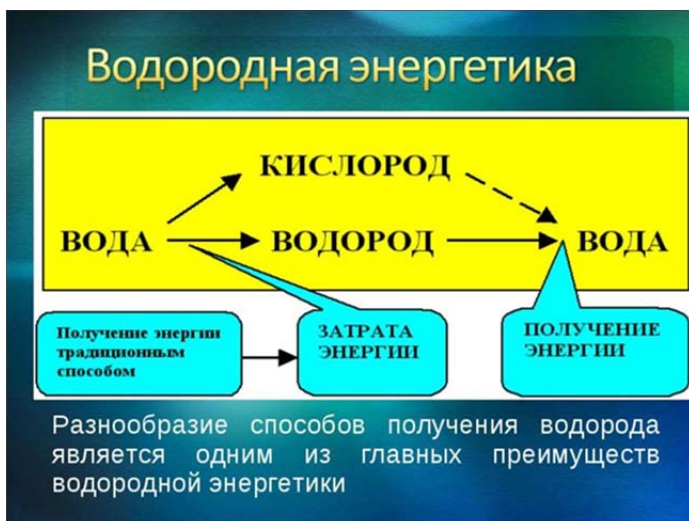 Водородная энергетика
КИСЛОРОД
ВОДА
ВОДОРОД
ВОДА
Получение энергии
традиционным
способом
ЗАТРАТА
ЭНЕРГИИ
ПОЛУЧЕНИЕ
ЭНЕРГИИ
Разнообразие способов получения водорода
является одним из главных преимуществ
водородной энергетики